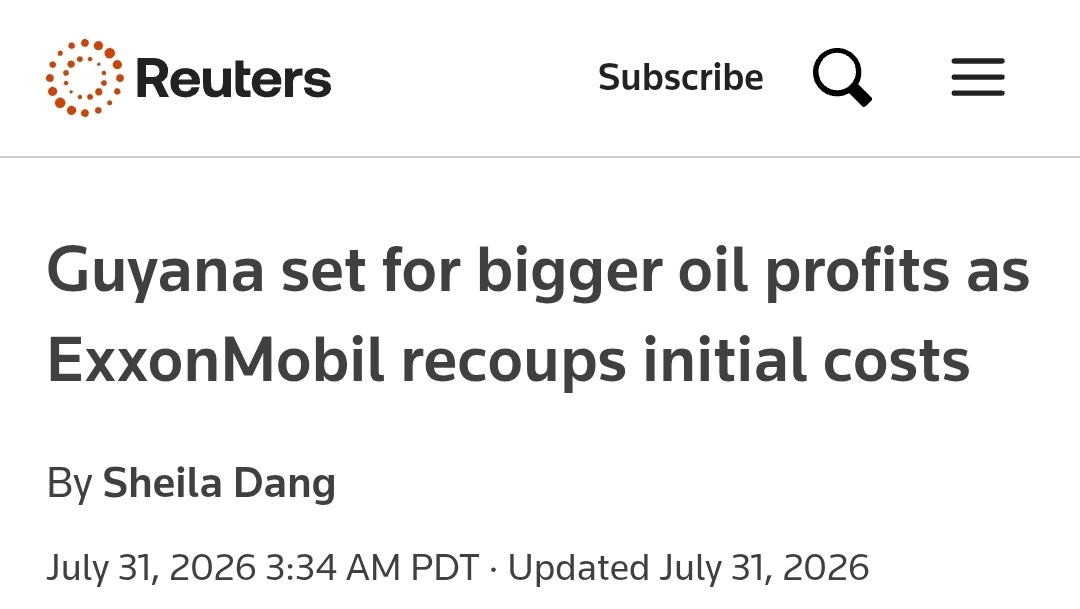 Reuters
Subscribe
Guyana set for bigger oil profits as
ExxonMobil recoups initial costs
By Sheila Dang
July 31, 2026 3:34 AM PDT · Updated July 31, 2026